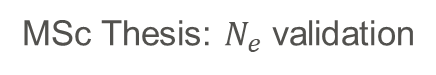 MSc Thesis: Nₑ validation